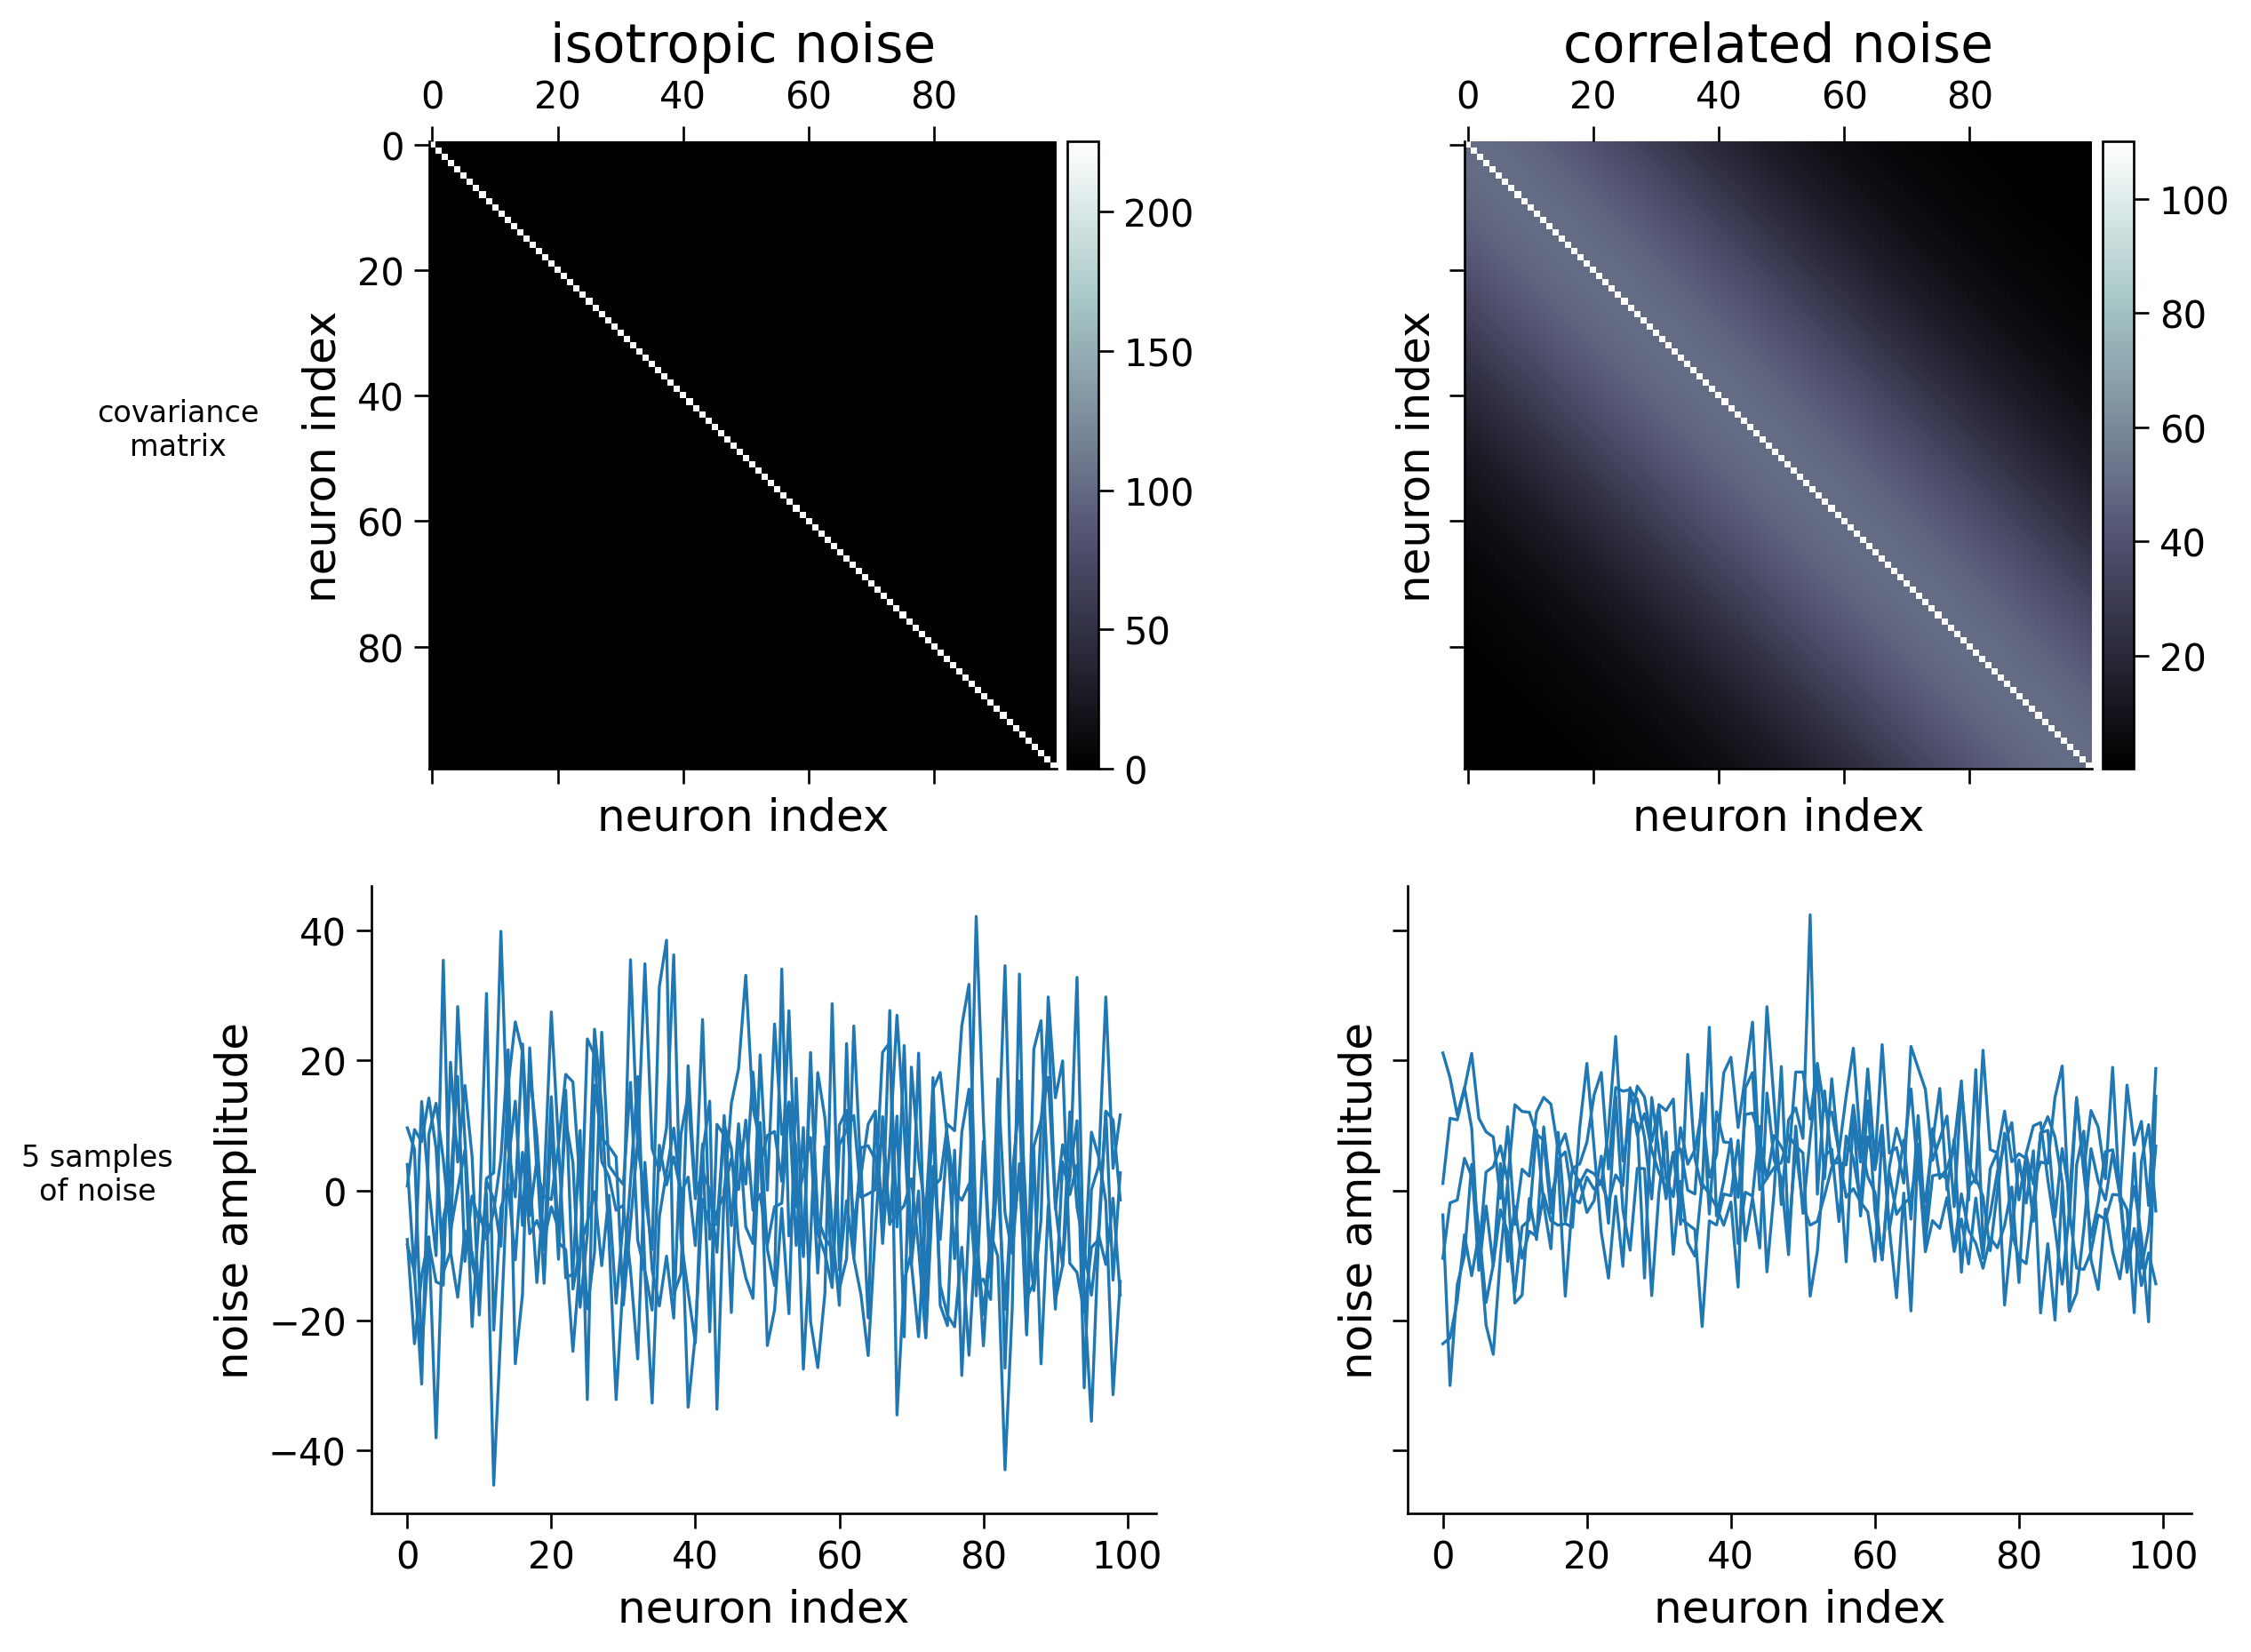 isotropic noise
correlated noise
0 20 40 60 80
0 20 40 60 80
0
20
40
60
80
neuron index
covariance
matrix
200
150
100
50
0
neuron index
neuron index
100
80
60
40
20
neuron index
5 samples
of noise
noise amplitude
40
20
0
−20
−40
0 20 40 60 80 100
neuron index
noise amplitude
0 20 40 60 80 100
neuron index